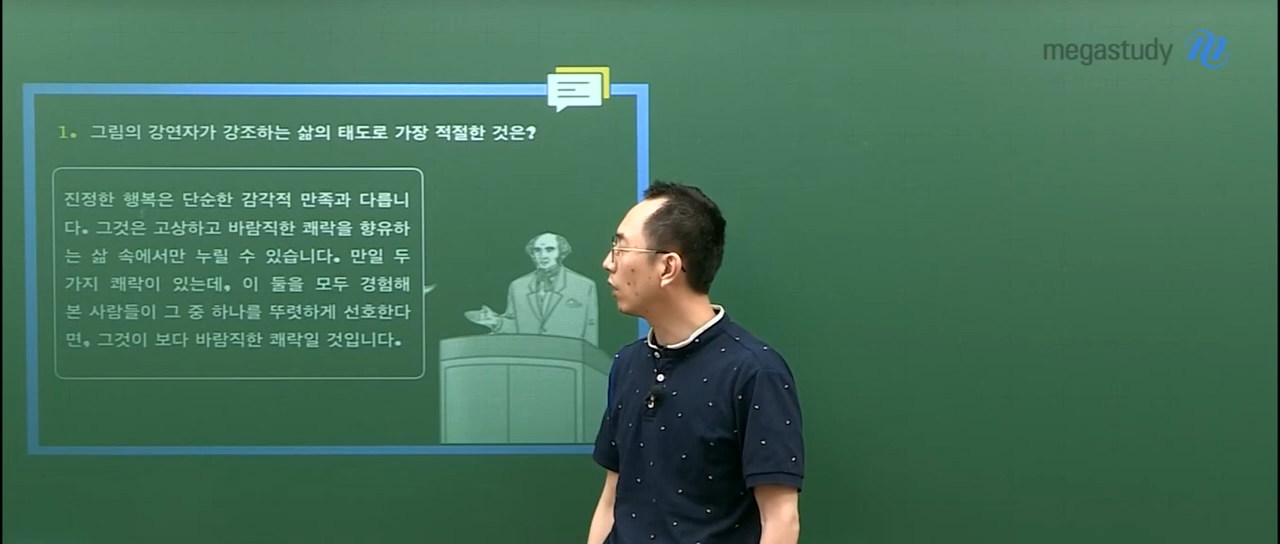 megastudy
1. 그림의 강연자가 강조하는 삶의 태도로 가장 적절한 것은?
진정한 행복은 단순한 감각적 만족과 다릅니
다. 그것은 고상하고 바람직한 쾌락을 향유하
는 삶 속에서만 누릴 수 있습니다. 만일 두
가지 쾌락이 있는데, 이 둘을 모두 경험해
본 사람들이 그 중 하나를 뚜렷하게 선호한다
면, 그것이 보다 바람직한 쾌락일 것입니다.